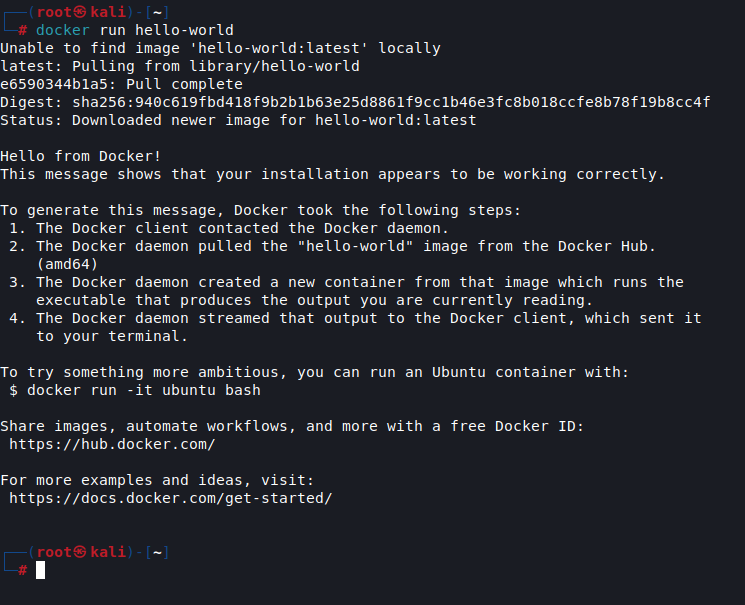 ┌──(root㉿kali)-[~]
└─# docker run hello-world
Unable to find image 'hello-world:latest' locally
latest: Pulling from library/hello-world
e6590344b1a5: Pull complete
Digest: sha256:940c619fbd418f9b2b1b63e25d8861f9cc1b46e3fc8b018ccfe8b78f19b8cc4f
Status: Downloaded newer image for hello-world:latest

Hello from Docker!
This message shows that your installation appears to be working correctly.

To generate this message, Docker took the following steps:
 1. The Docker client contacted the Docker daemon.
 2. The Docker daemon pulled the "hello-world" image from the Docker Hub.
    (amd64)
 3. The Docker daemon created a new container from that image which runs the
    executable that produces the output you are currently reading.
 4. The Docker daemon streamed that output to the Docker client, which sent it
    to your terminal.

To try something more ambitious, you can run an Ubuntu container with:
 $ docker run -it ubuntu bash

Share images, automate workflows, and more with a free Docker ID:
 https://hub.docker.com/

For more examples and ideas, visit:
 https://docs.docker.com/get-started/

┌──(root㉿kali)-[~]
└─#